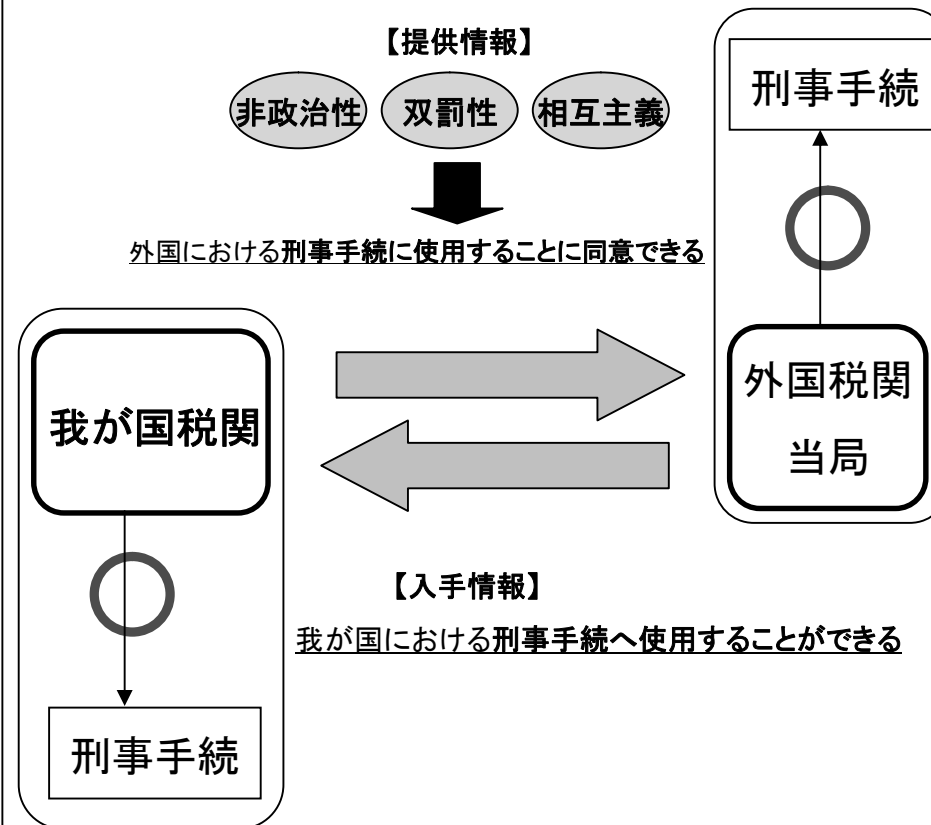 【提供情報】
刑事手続
非政治性 双罰性 相互主義
外国における刑事手続に使用することに同意できる
我が国税関
外国税関
当局
【入手情報】
我が国における刑事手続へ使用することができる
刑事手続